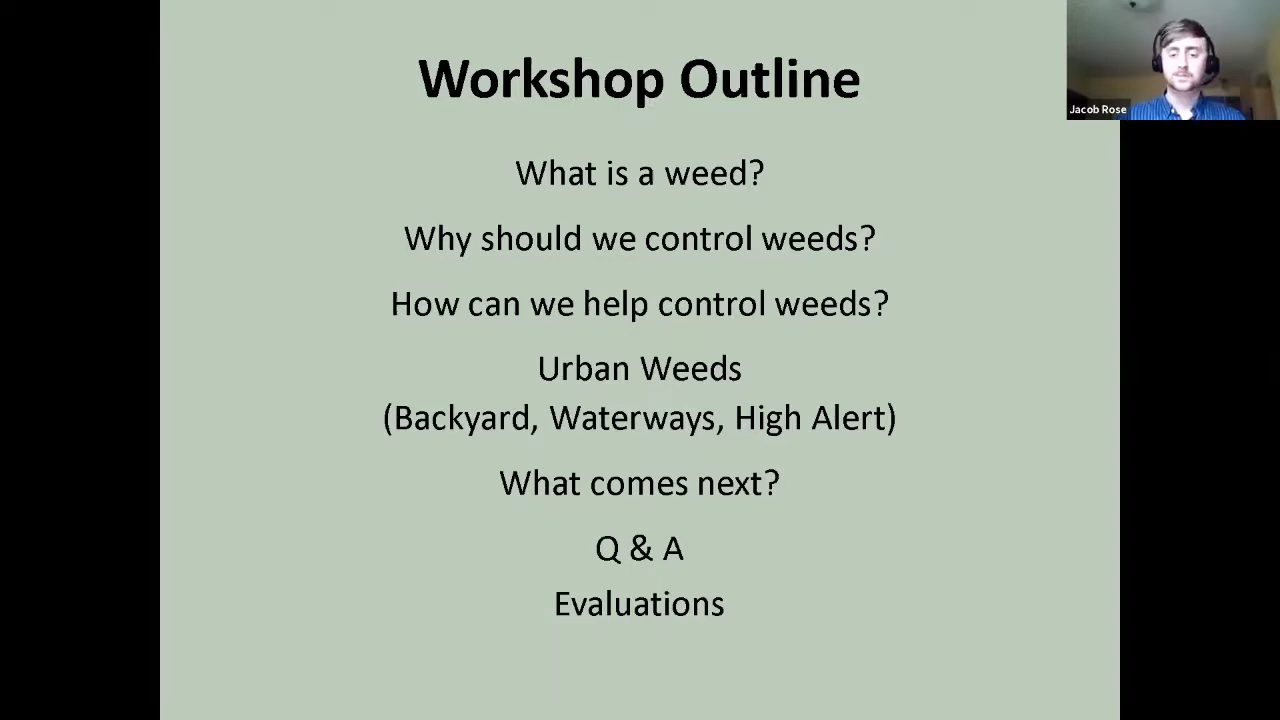 Workshop Outline
Jacob Rose
What is a weed?
Why should we control weeds?
How can we help control weeds?
Urban Weeds
(Backyard, Waterways, High Alert)
What comes next?
Q & A
Evaluations